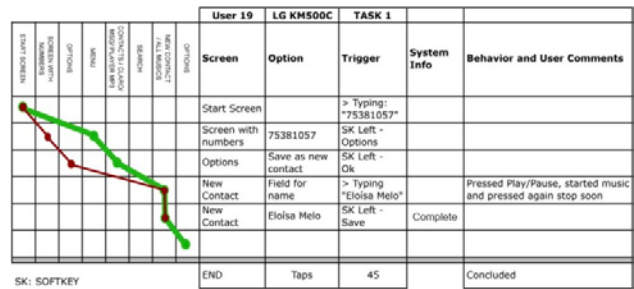 User 19 LG KM500C TASK 1
START SCREEN
SCREEN WITH
NUMBERS
OPTIONS
MENU
CONTACTS CLARO/
MSG/PLAYER MP3
SEARCH
NEW CONTACT
/ ALL MUSICS
OPTIONS
Screen Option Trigger System Info Behavior and User Comments
Start Screen > Typing: "75381057"
Screen with numbers 75381057 SK Left - Options
Options Save as new contact SK Left - Ok
New Contact Field for name > Typing "Eloísa Melo" Pressed Play/Pause, started music and pressed again stop soon
New Contact Eloísa Melo SK Left - Save Complete
END Taps 45 Concluded
SK: SOFTKEY